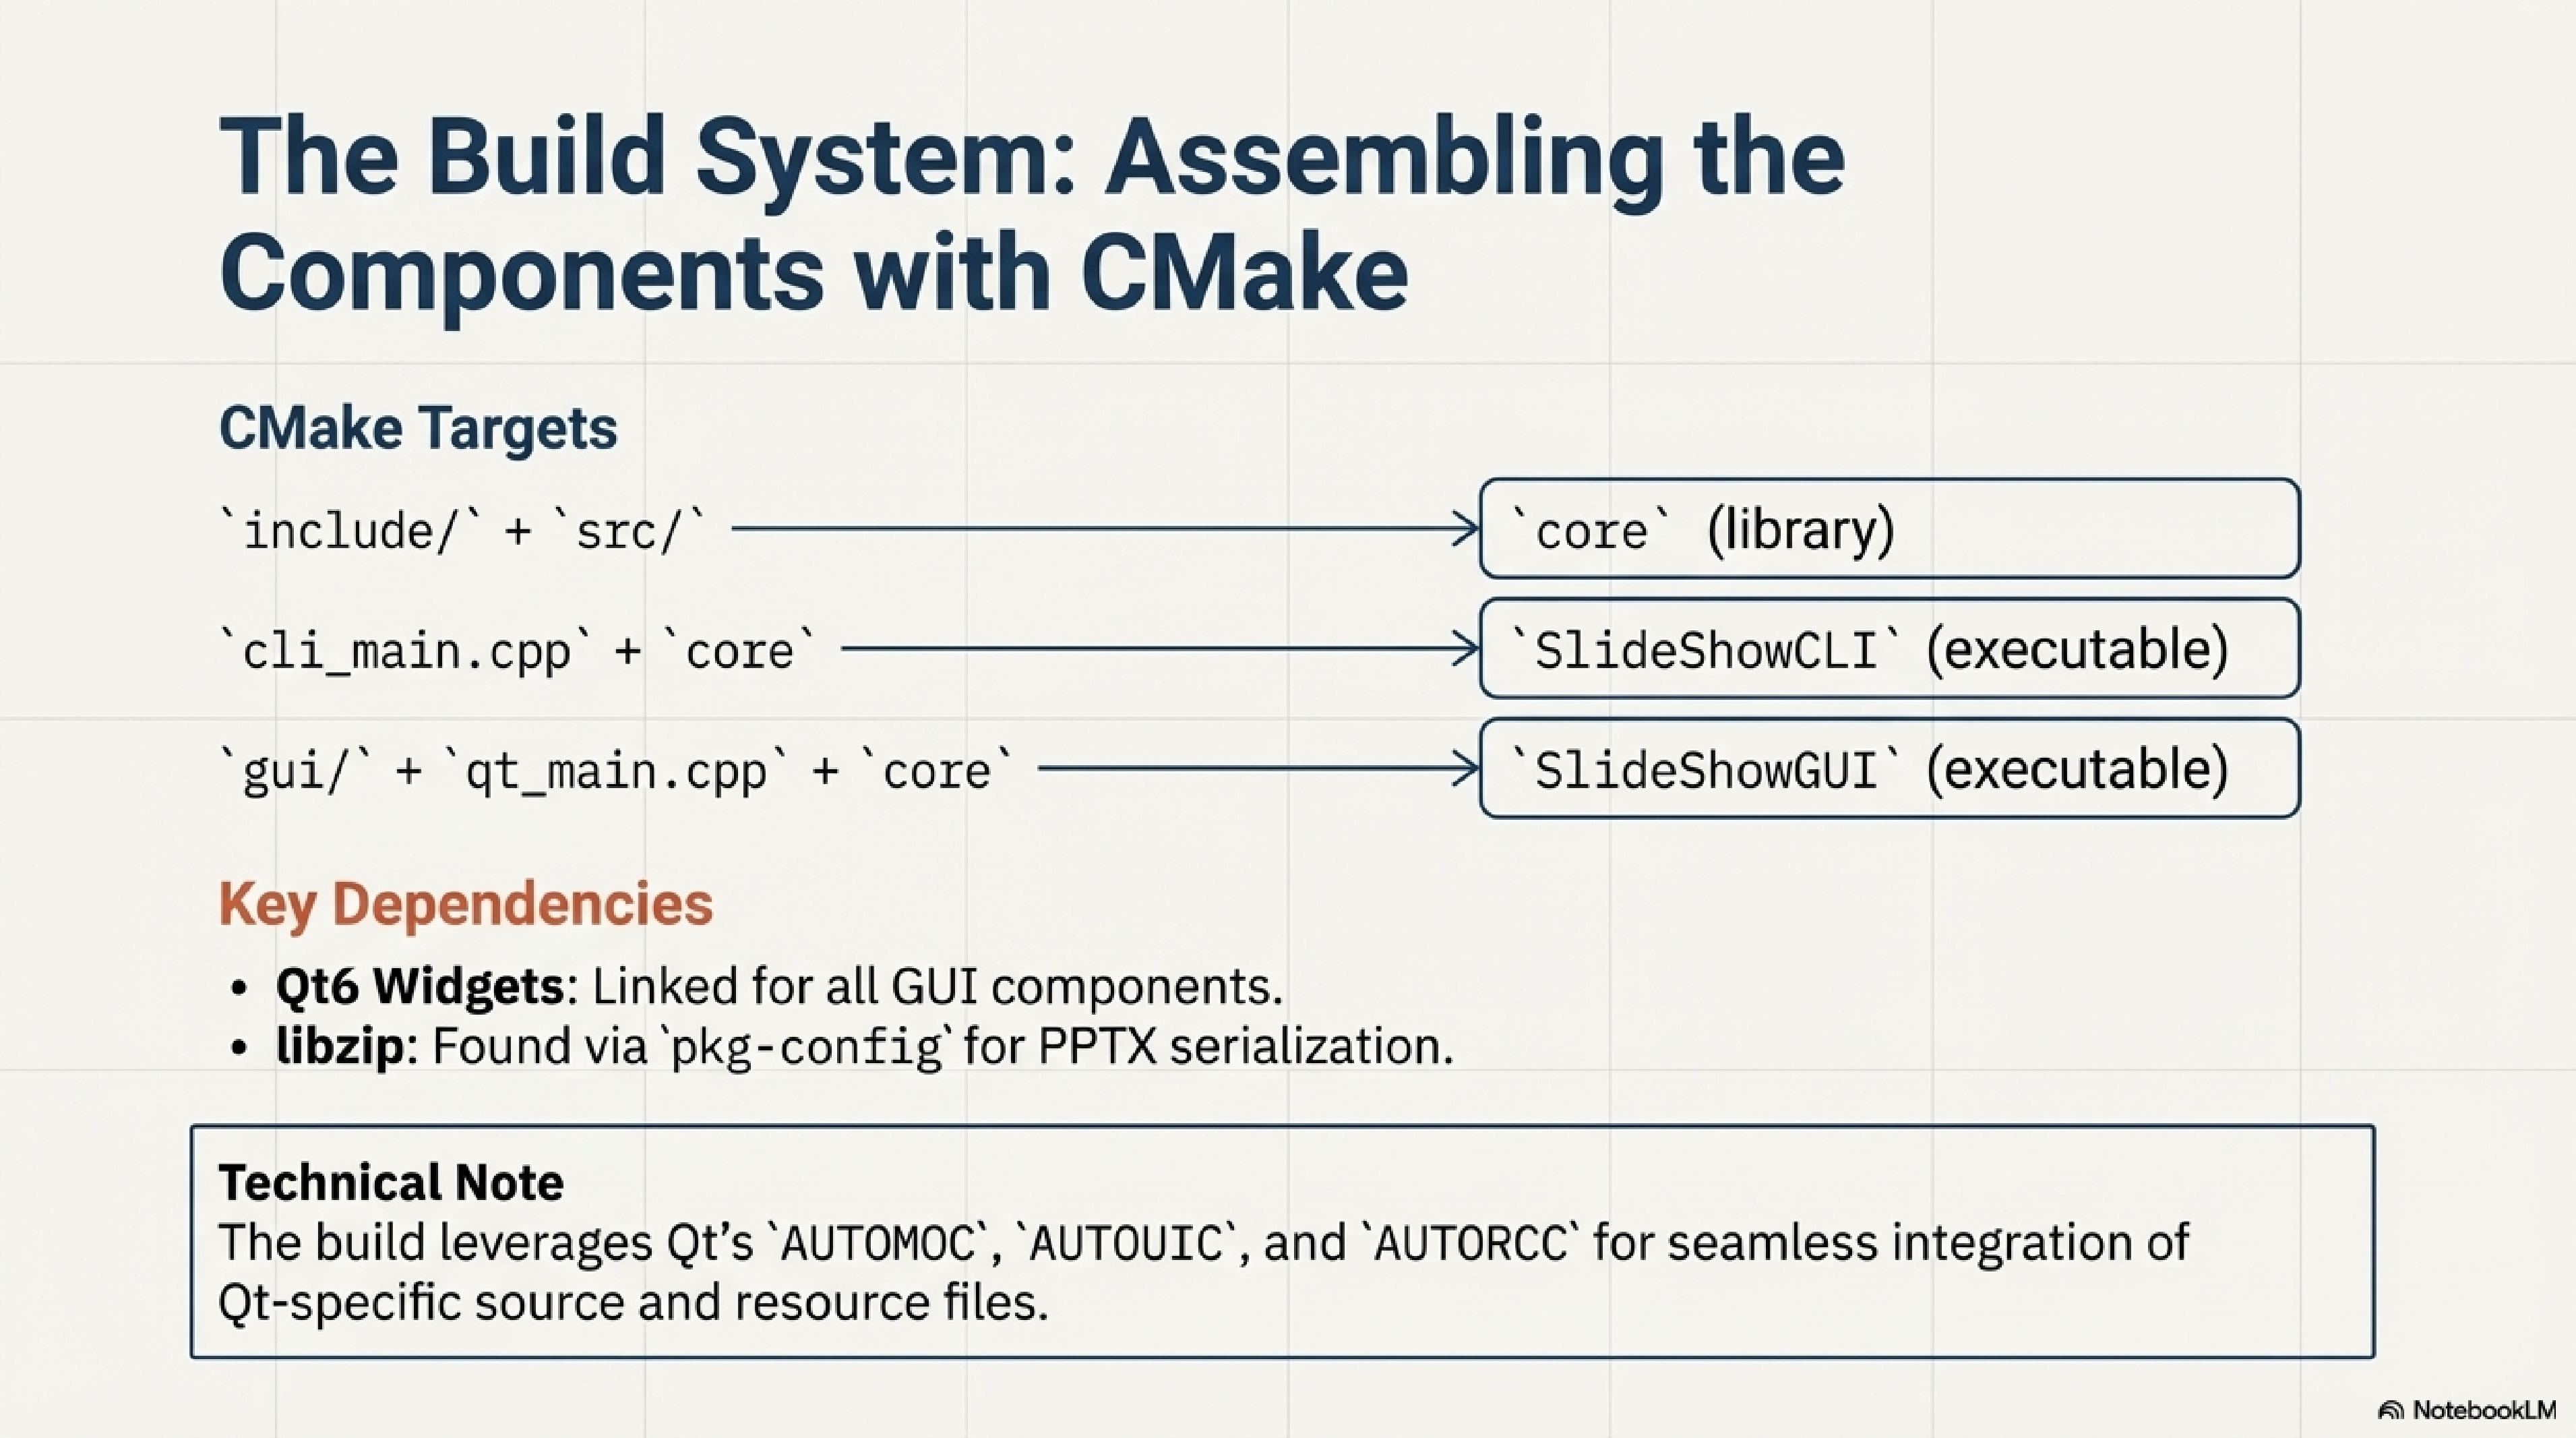 The Build System: Assembling the
Components with CMake
CMake Targets
`include/` + `src/` `core` (library)
`cli_main.cpp` + `core` `SlideShowCLI` (executable)
`gui/` + `qt_main.cpp` + `core` `SlideShowGUI` (executable)
Key Dependencies
• Qt6 Widgets: Linked for all GUI components.
• libzip: Found via `pkg-config` for PPTX serialization.
Technical Note
The build leverages Qt’s `AUTOMOC`, `AUTOUIC`, and `AUTORCC` for seamless integration of
Qt-specific source and resource files.
NotebookLM